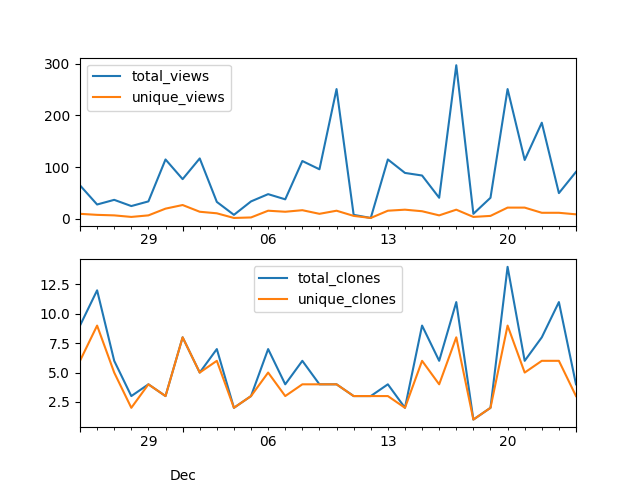 300
200
100
0
total_views
unique_views
29 06 13 20
12.5
10.0
7.5
5.0
2.5
total_clones
unique_clones
29 06 13 20
Dec